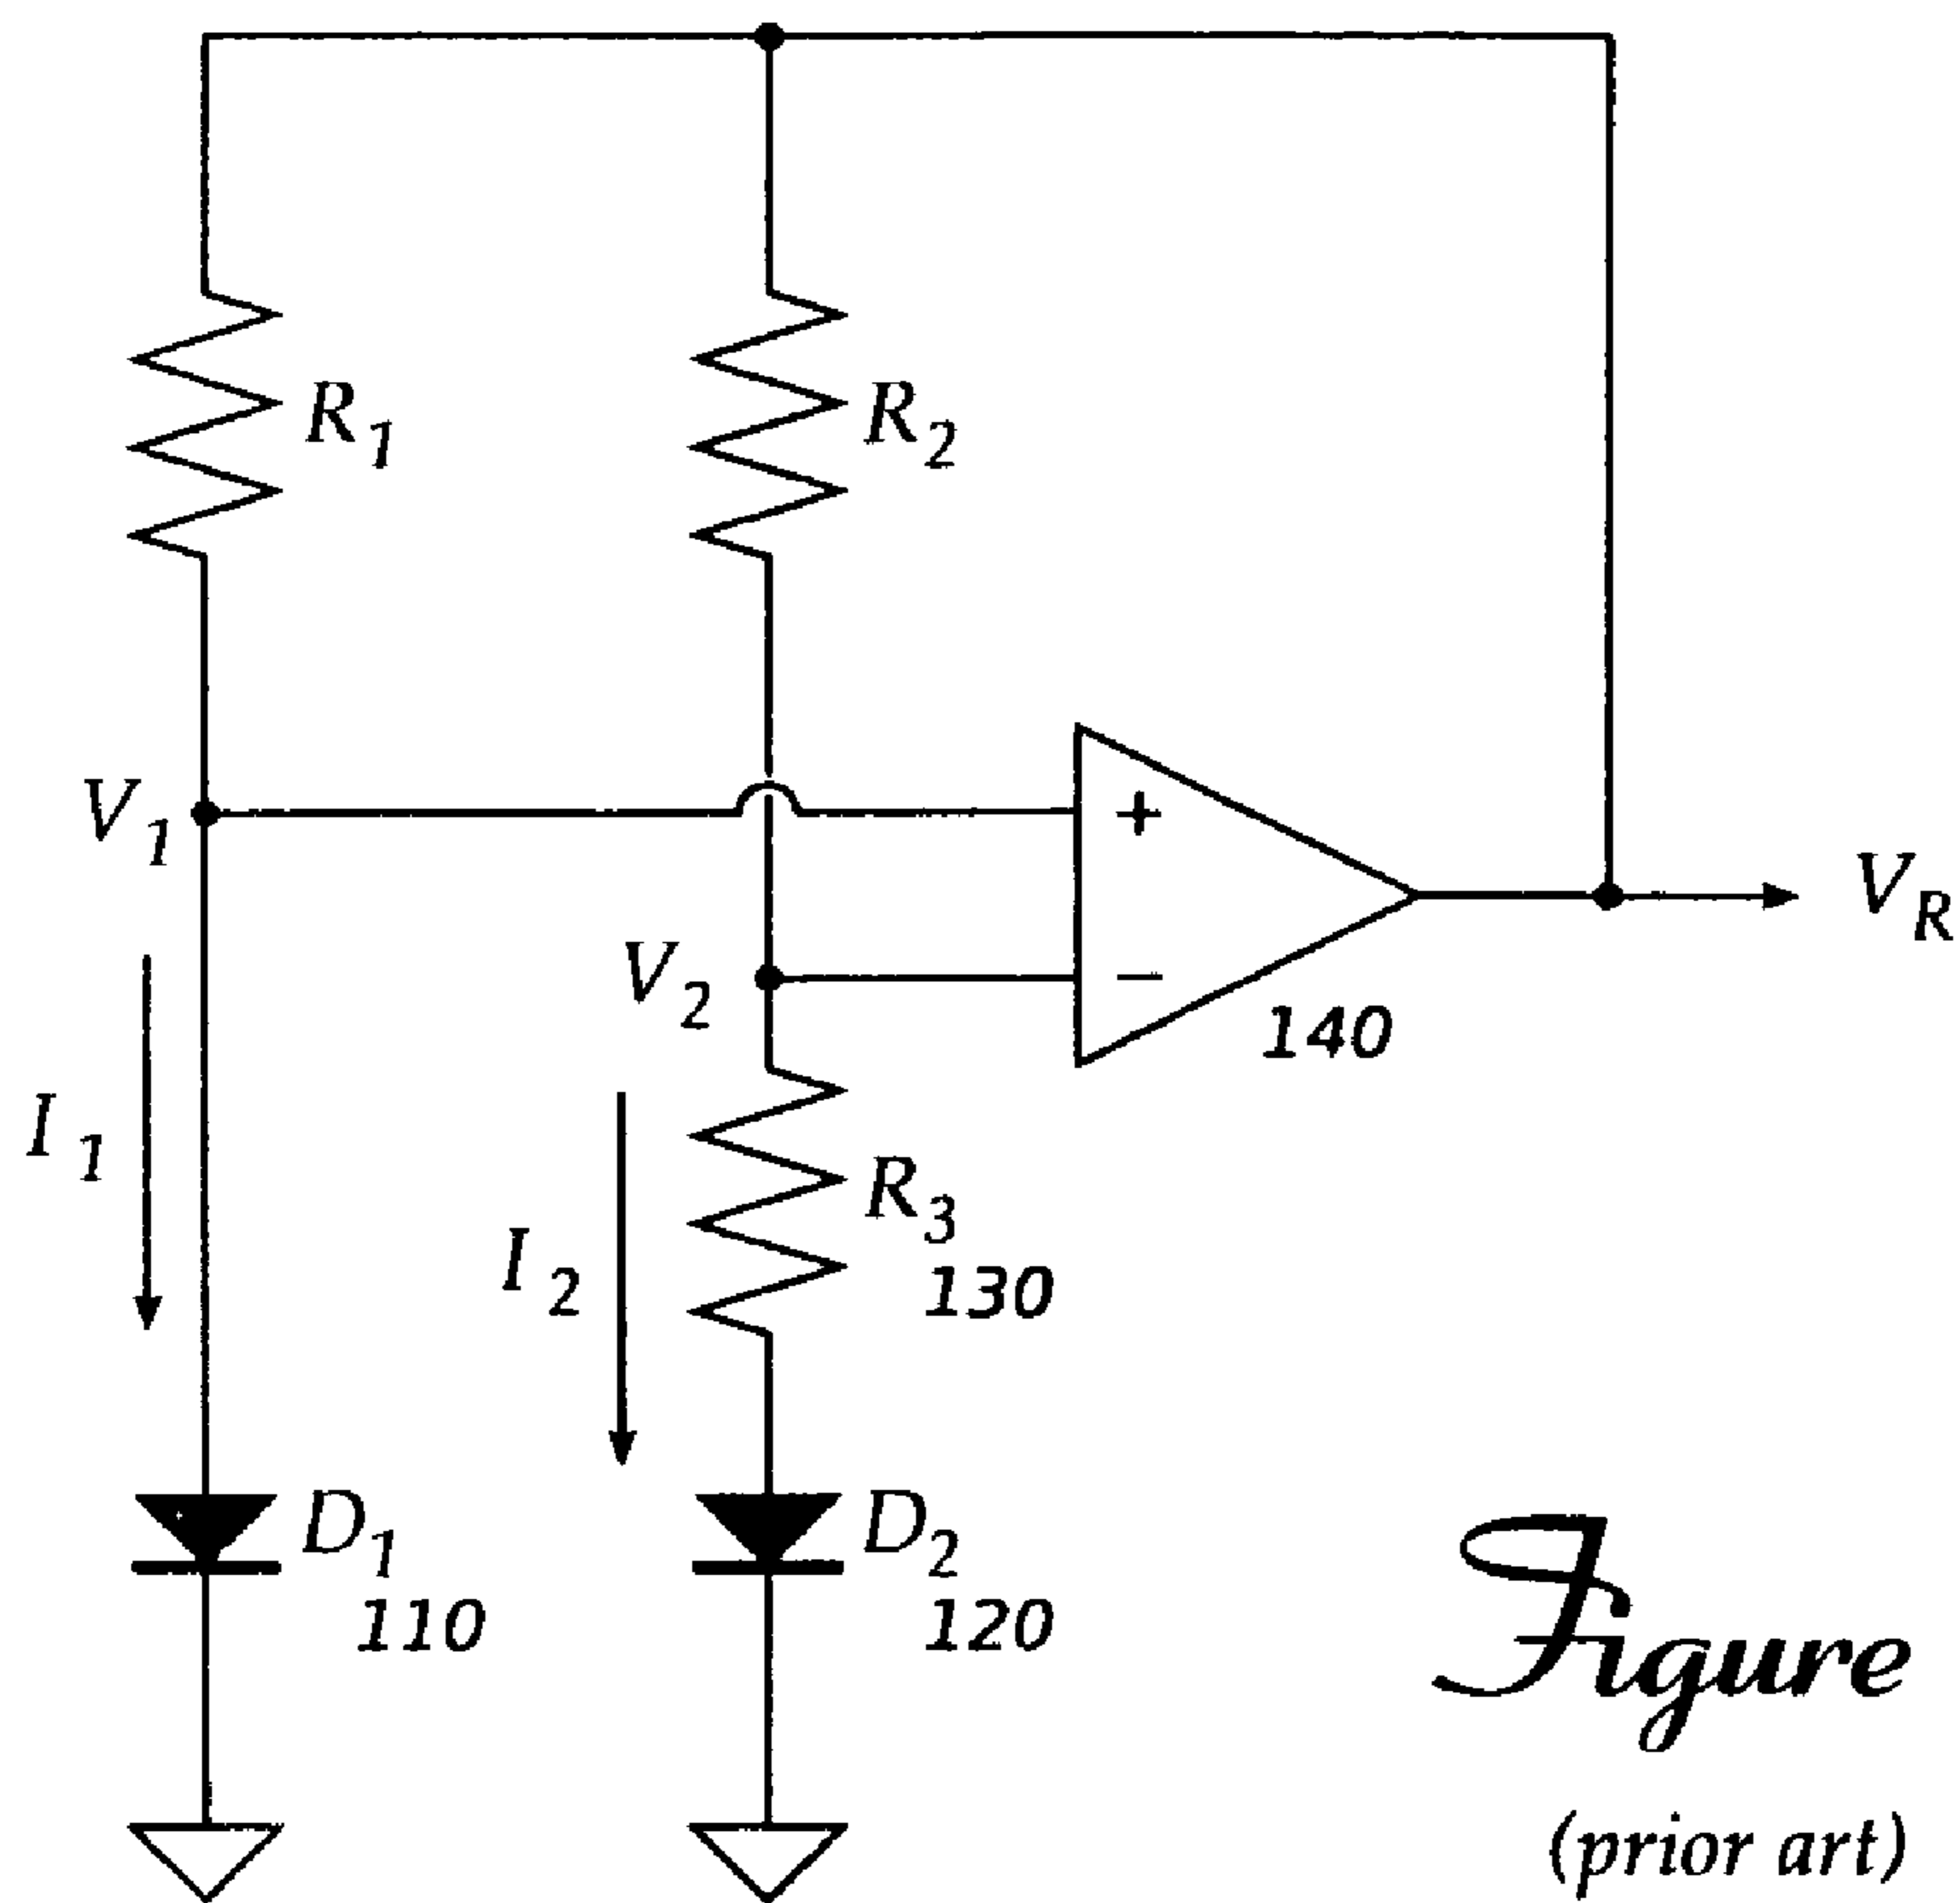 R1
R2
V1
+
VR
V2
−
140
I1
R3
130
I2
D1
110
D2
120
Figure
(prior art)